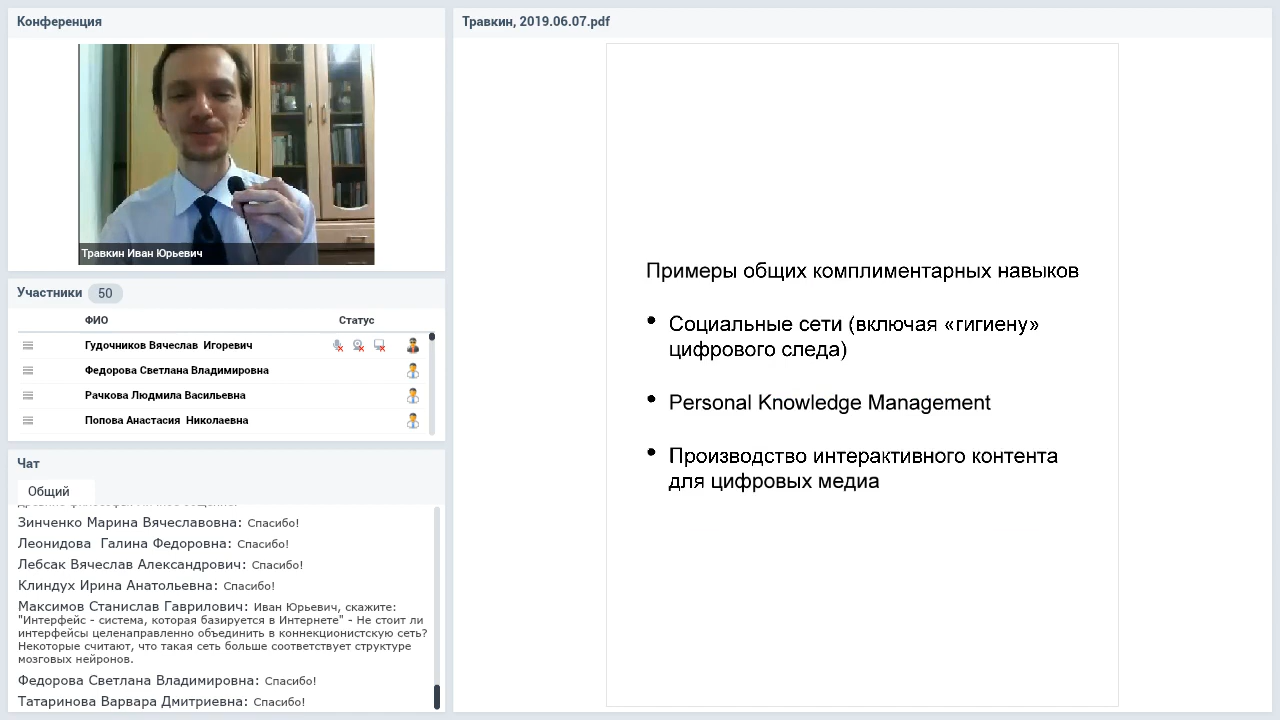 Конференция
Травкин Иван Юрьевич
Участники 50
ФИО Статус
Гудочников Вячеслав Игоревич
Федорова Светлана Владимировна
Рачкова Людмила Васильевна
Попова Анастасия Николаевна
Чат
Общий
Зинченко Марина Вячеславовна: Спасибо!
Леонидова Галина Федоровна: Спасибо!
Лебсак Вячеслав Александрович: Спасибо!
Клиндух Ирина Анатольевна: Спасибо!
Максимов Станислав Гаврилович: Иван Юрьевич, скажите:
"Интерфейс - система, которая базируется в Интернете" - Не стоит ли
интерфейсы целенаправленно объединить в коннекционистскую сеть?
Некоторые считают, что такая сеть больше соответствует структуре
мозговых нейронов.
Федорова Светлана Владимировна: Спасибо!
Татаринова Варвара Дмитриевна: Спасибо!
Травкин, 2019.06.07.pdf
Примеры общих комплиментарных навыков
• Социальные сети (включая «гигиену»
цифрового следа)
• Personal Knowledge Management
• Производство интерактивного контента
для цифровых медиа